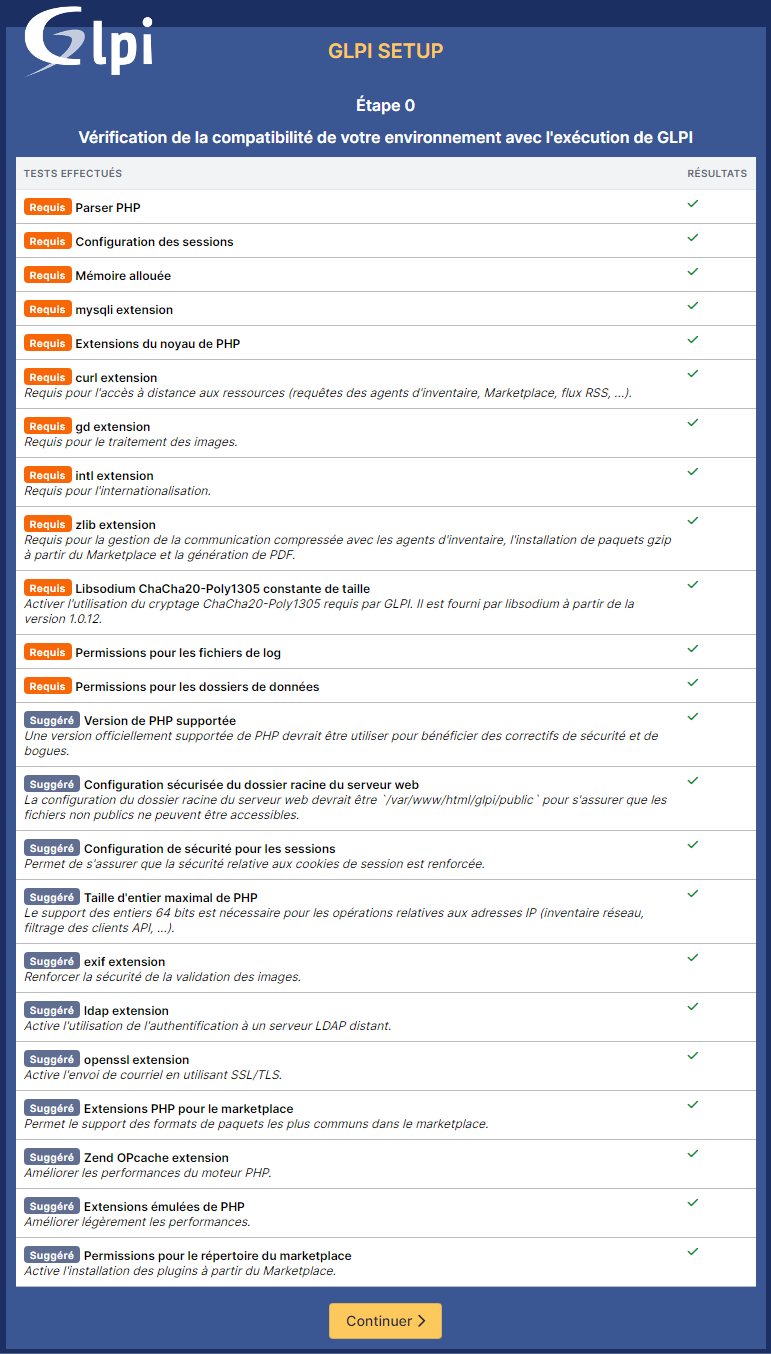 Glpi
GLPI SETUP
Étape 0
Vérification de la compatibilité de votre environnement avec l'exécution de GLPI
TESTS EFFECTUÉS RÉSULTATS
Requis Parser PHP
Requis Configuration des sessions
Requis Mémoire allouée
Requis mysqli extension
Requis Extensions du noyau de PHP
Requis curl extension
Requis pour l'accès à distance aux ressources (requêtes des agents d'inventaire, Marketplace, flux RSS, ...).
Requis gd extension
Requis pour le traitement des images.
Requis intl extension
Requis pour l'internationalisation.
Requis zlib extension
Requis pour la gestion de la communication compressée avec les agents d'inventaire, l'installation de paquets gzip
à partir du Marketplace et la génération de PDF.
Requis Libsodium ChaCha20-Poly1305 constante de taille
Activer l'utilisation du cryptage ChaCha20-Poly1305 requis par GLPI. Il est fourni par libsodium à partir de la
version 1.0.12.
Requis Permissions pour les fichiers de log
Requis Permissions pour les dossiers de données
Suggéré Version de PHP supportée
Une version officiellement supportée de PHP devrait être utiliser pour bénéficier des correctifs de sécurité et de
bogues.
Suggéré Configuration sécurisée du dossier racine du serveur web
La configuration du dossier racine du serveur web devrait être `/var/www/html/glpi/public` pour s'assurer que les
fichiers non publics ne peuvent être accessibles.
Suggéré Configuration de sécurité pour les sessions
Permet de s'assurer que la sécurité relative aux cookies de session est renforcée.
Suggéré Taille d'entier maximal de PHP
Le support des entiers 64 bits est nécessaire pour les opérations relatives aux adresses IP (inventaire réseau,
filtrage des clients API, ...).
Suggéré exif extension
Renforcer la sécurité de la validation des images.
Suggéré ldap extension
Active l'utilisation de l'authentification à un serveur LDAP distant.
Suggéré openssl extension
Active l'envoi de courriel en utilisant SSL/TLS.
Suggéré Extensions PHP pour le marketplace
Permet le support des formats de paquets les plus communs dans le marketplace.
Suggéré Zend OPcache extension
Améliorer les performances du moteur PHP.
Suggéré Extensions émulées de PHP
Améliorer légèrement les performances.
Suggéré Permissions pour le répertoire du marketplace
Active l'installation des plugins à partir du Marketplace.
Continuer